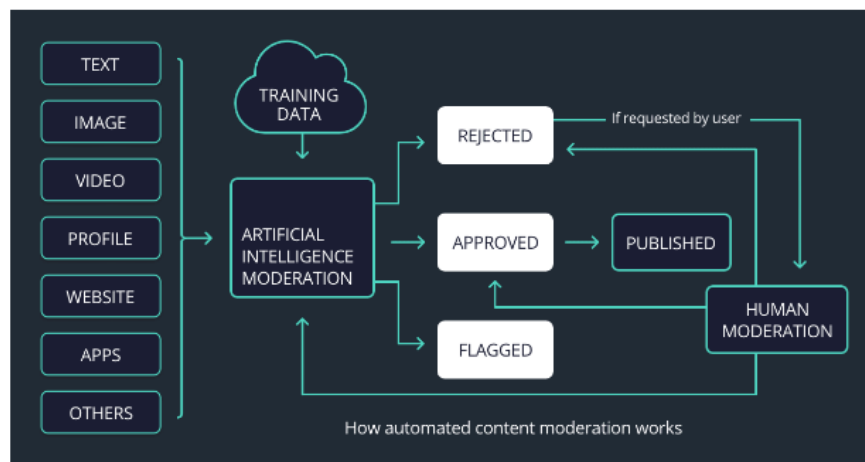 TEXT
IMAGE
VIDEO
PROFILE
WEBSITE
APPS
OTHERS
TRAINING
DATA
ARTIFICIAL
INTELLIGENCE
MODERATION
REJECTED
If requested by user
APPROVED
PUBLISHED
FLAGGED
HUMAN
MODERATION
How automated content moderation works